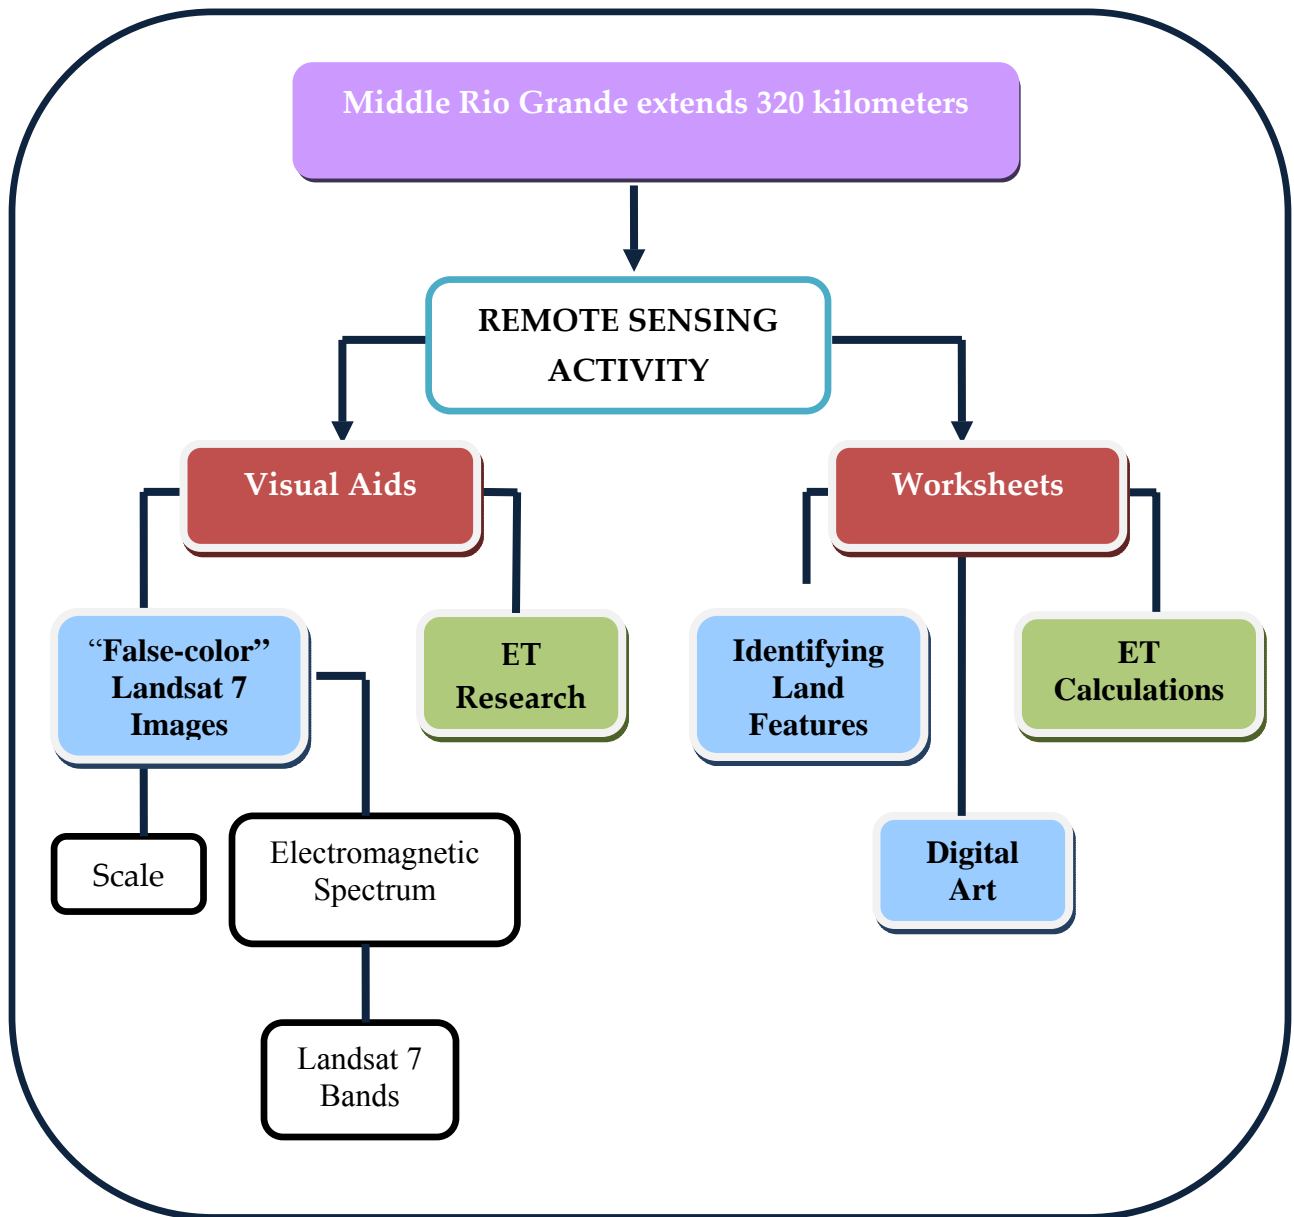 Middle Rio Grande extends 320 kilometers
REMOTE SENSING
ACTIVITY
Visual Aids
Worksheets
“False-color”
Landsat 7
Images
ET
Research
Identifying
Land
Features
ET
Calculations
Scale
Electromagnetic
Spectrum
Digital
Art
Landsat 7
Bands